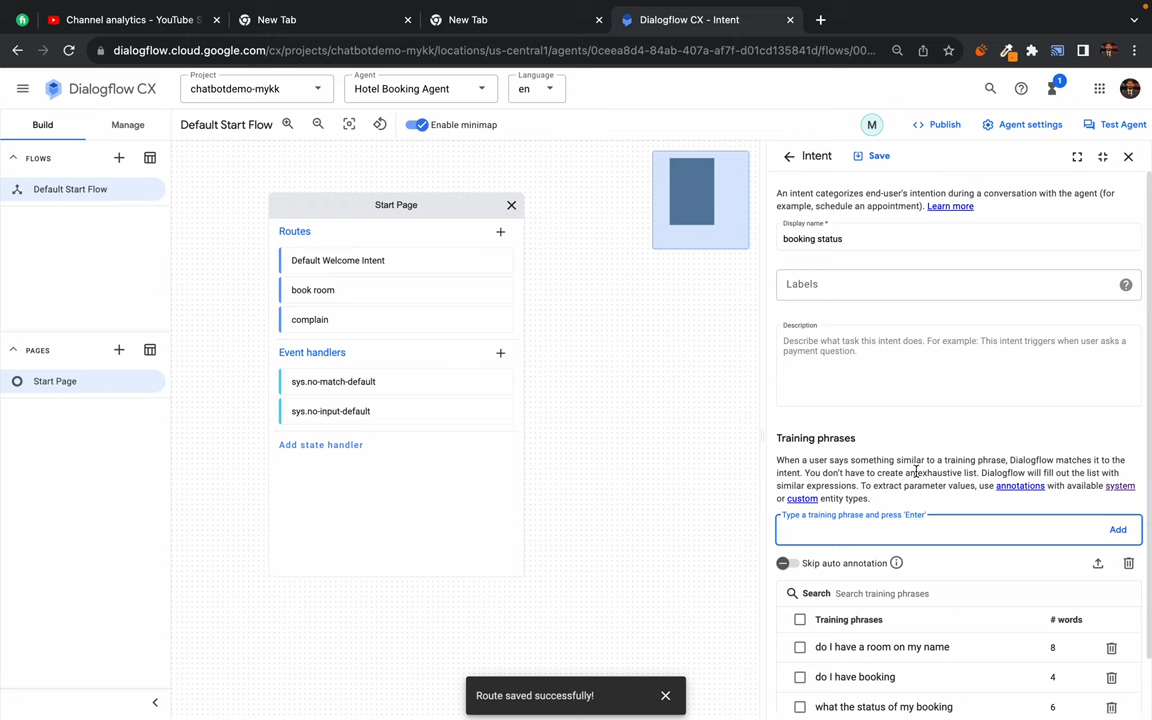 Channel analytics - YouTube S
New Tab
New Tab
Dialogflow CX - Intent
dialogflow.cloud.google.com/cx/projects/chatbotdemo-mykk/locations/us-central1/agents/0ceea8d4-84ab-407a-af7f-d01cd135841d/flows/00...
Dialogflow CX
Project
chatbotdemo-mykk
Agent
Hotel Booking Agent
Language
en
1
Build
Manage
Default Start Flow
Enable minimap
M
Publish
Agent settings
Test Agent
FLOWS
Default Start Flow
PAGES
Start Page
Start Page
Routes
Default Welcome Intent
book room
complain
Event handlers
sys.no-match-default
sys.no-input-default
Add state handler
Intent
Save
An intent categorizes end-user's intention during a conversation with the agent (for
example, schedule an appointment). Learn more
Display name *
booking status
Labels
Description
Describe what task this intent does. For example: This intent triggers when user asks a
payment question.
Training phrases
When a user says something similar to a training phrase, Dialogflow matches it to the
intent. You don't have to create an exhaustive list. Dialogflow will fill out the list with
similar expressions. To extract parameter values, use annotations with available system
or custom entity types.
Type a training phrase and press 'Enter'
Add
Skip auto annotation
Search Search training phrases
Training phrases # words
do I have a room on my name 8
do I have booking 4
what the status of my booking 6
Route saved successfully!